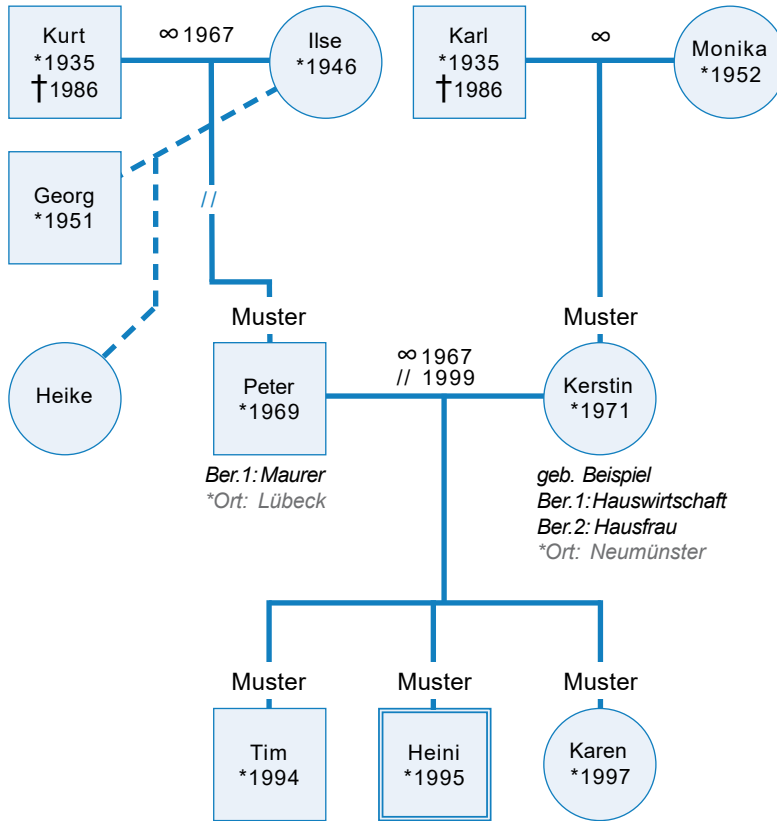 Kurt
*1935
†1986
∞ 1967
Ilse
*1946
Karl
*1935
†1986
∞
Monika
*1952
Georg
*1951
//
Heike
Muster
Peter
*1969
Ber.1: Maurer
*Ort: Lübeck
∞ 1967
// 1999
Muster
Kerstin
*1971
geb. Beispiel
Ber.1: Hauswirtschaft
Ber.2: Hausfrau
*Ort: Neumünster
Muster
Tim
*1994
Muster
Heini
*1995
Muster
Karen
*1997